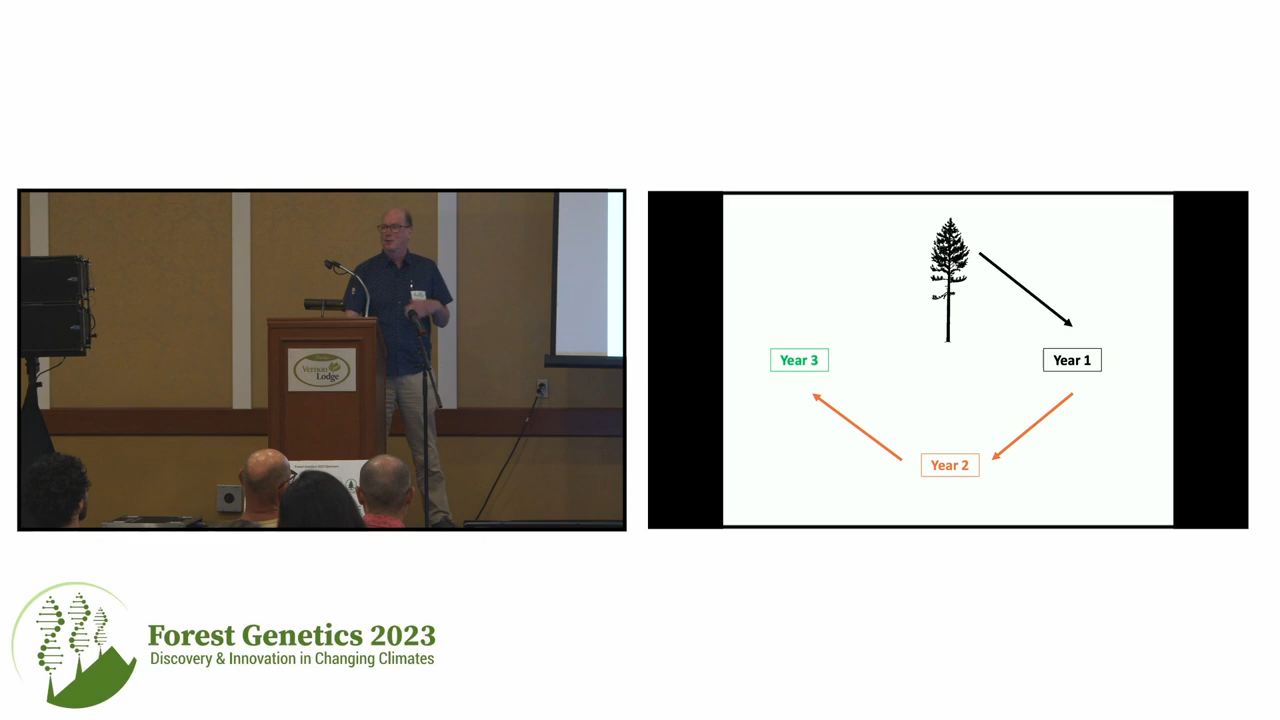 Vernon
Lodge
Year 3
Year 1
Year 2
Forest Genetics 2023
Discovery & Innovation in Changing Climates